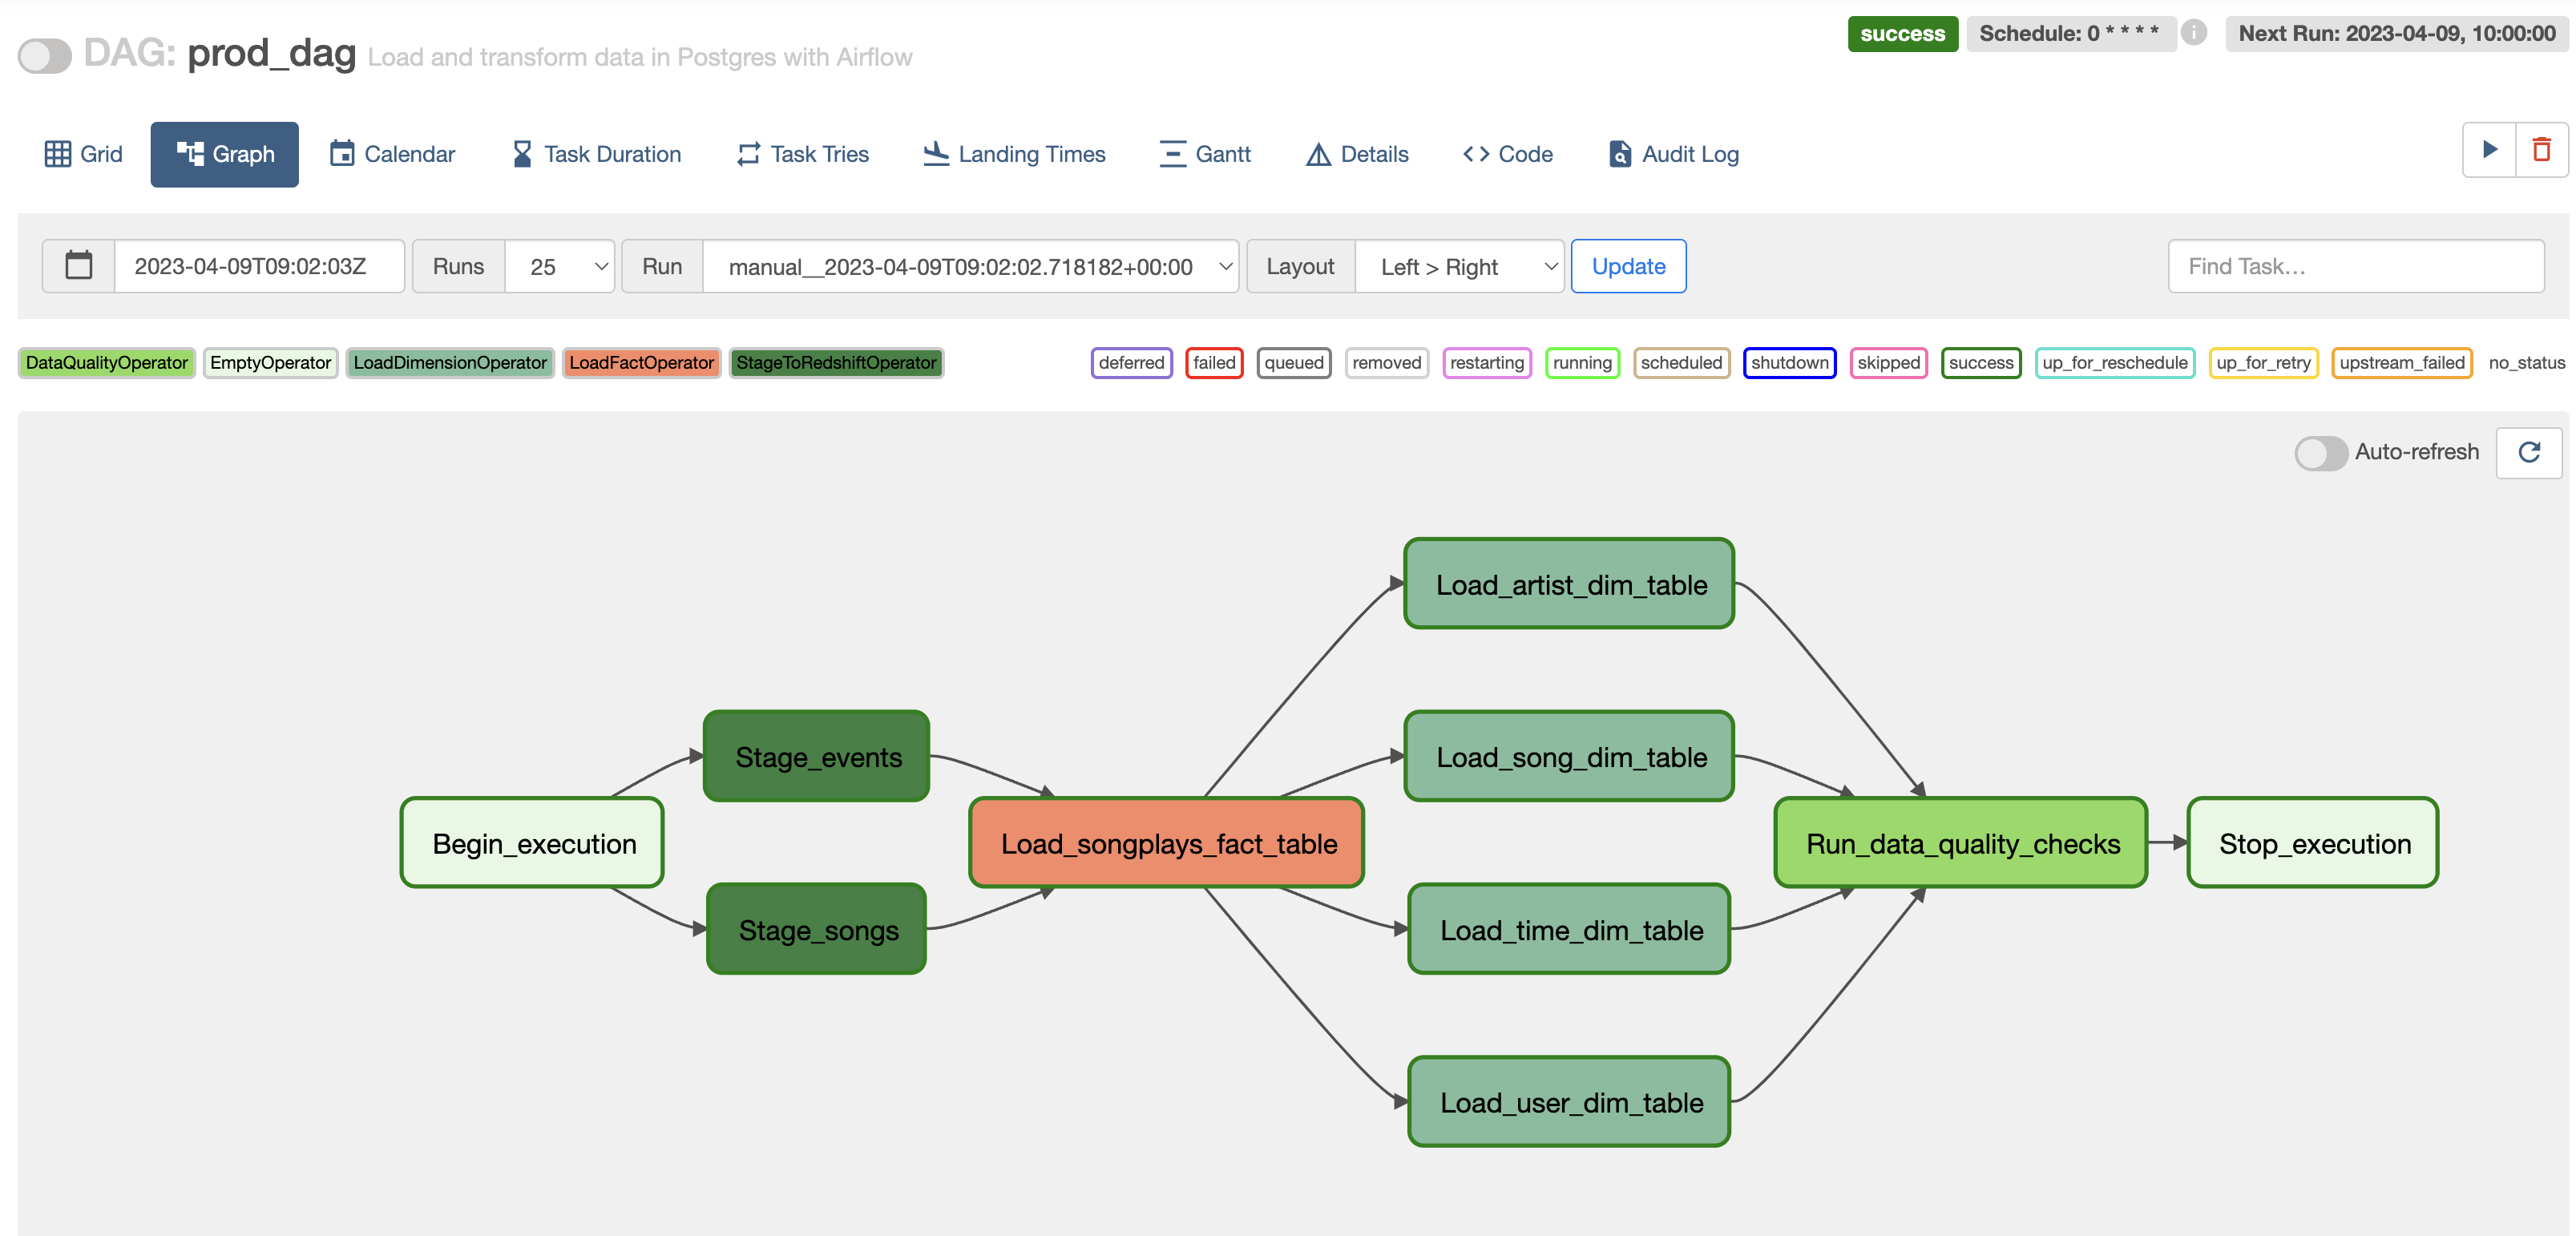 DAG: prod_dag Load and transform data in Postgres with Airflow
success Schedule: 0 * * * * i Next Run: 2023-04-09, 10:00:00
Grid Graph Calendar Task Duration Task Tries Landing Times Gantt Details <> Code Audit Log
2023-04-09T09:02:03Z Runs 25 Run manual__2023-04-09T09:02:02.718182+00:00 Layout Left > Right Update Find Task...
DataQualityOperator EmptyOperator LoadDimensionOperator LoadFactOperator StageToRedshiftOperator
deferred failed queued removed restarting running scheduled shutdown skipped success up_for_reschedule up_for_retry upstream_failed no_status
Auto-refresh
Load_artist_dim_table
Stage_events
Load_song_dim_table
Begin_execution
Load_songplays_fact_table
Run_data_quality_checks
Stop_execution
Stage_songs
Load_time_dim_table
Load_user_dim_table